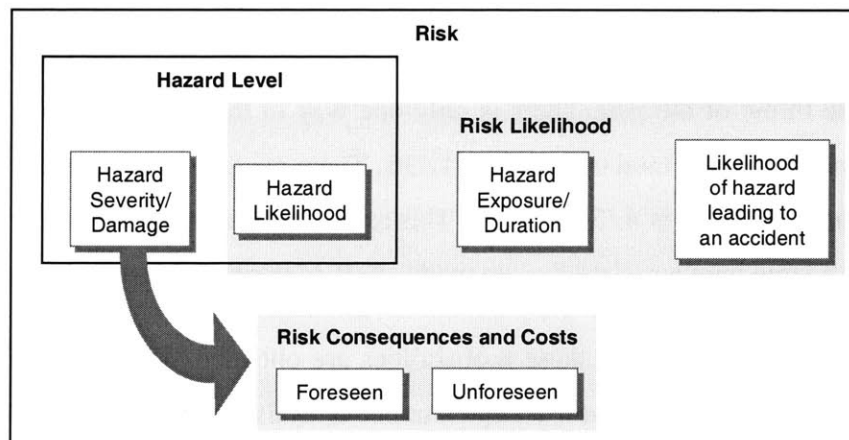 Risk
Hazard Level
Risk Likelihood
Hazard
Severity/
Damage
Hazard
Likelihood
Hazard
Exposure/
Duration
Likelihood
of hazard
leading to
an accident
Risk Consequences and Costs
Foreseen
Unforeseen